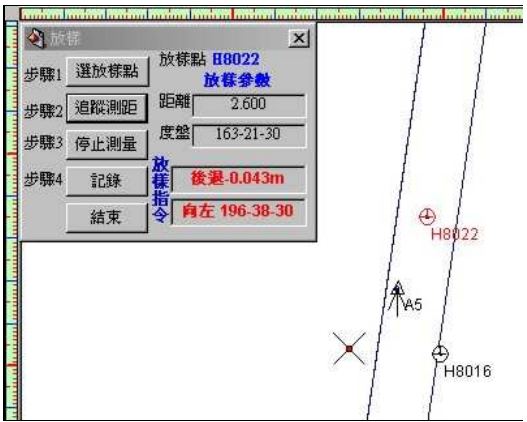 放樣
步驟1 選放樣點 放樣點 H8022
放樣參數
步驟2 追蹤測距 距離 2.600
步驟3 停止測量 度盤 163-21-30
步驟4 記錄 放樣指令 後退-0.043m
結束 向左 196-38-30
H8022
A5
H8016